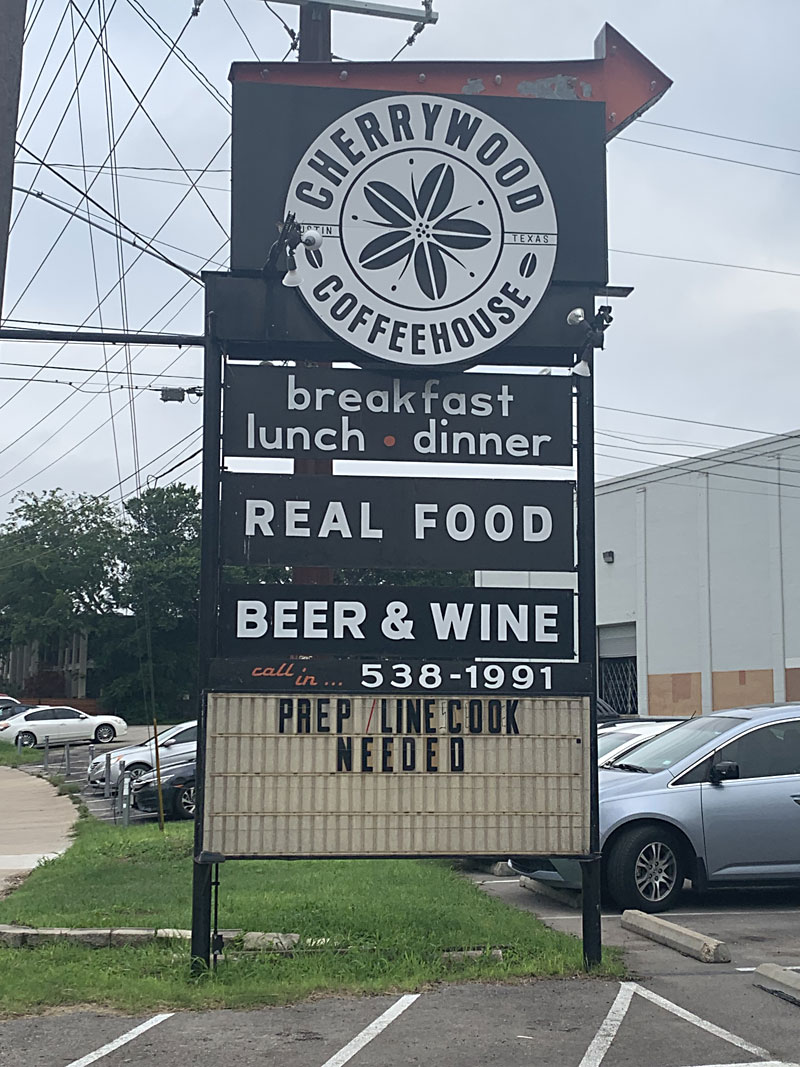 CHERRYWOOD
AUSTIN TEXAS
COFFEEHOUSE
breakfast
lunch • dinner
REAL FOOD
BEER & WINE
call in ... 538-1991
PREP / LINE COOK
NEEDED